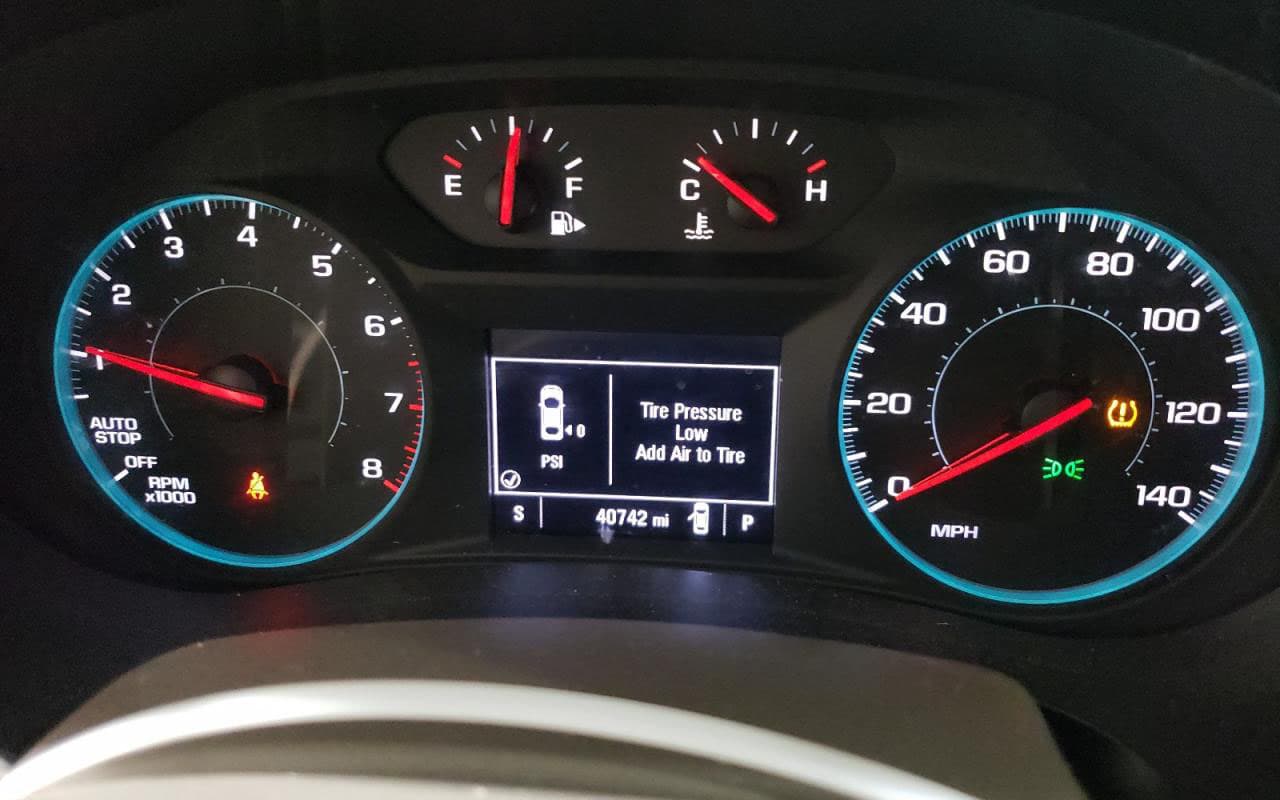 E
F
C
H
1
2
3
4
5
6
7
8
AUTO
STOP
OFF
RPM
x1000
0
PSI
Tire Pressure
Low
Add Air to Tire
S
40742 mi
P
0
20
40
60
80
100
120
140
MPH